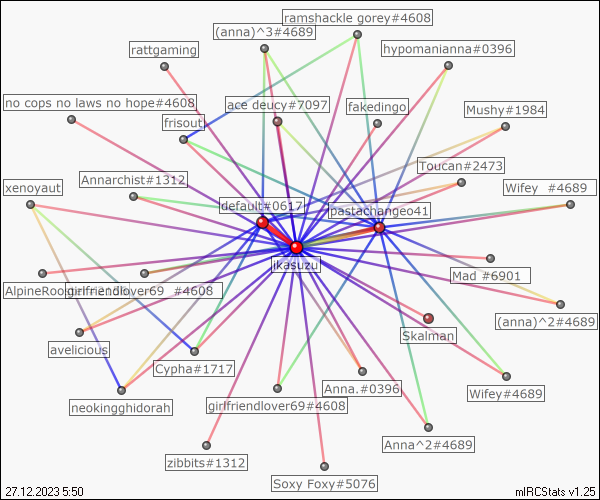 ramshackle gorey#4608
(anna)^3#4689
hypomanianna#0396
rattgaming
no cops no laws no hope#4608
ace deucy#7097
fakedingo
Mushy#1984
frisout
Toucan#2473
xenoyaut
Annarchist#1312
Wifey #4689
default#0617
pastachangeo41
ikasuzu
Mad #6901
girlfriendlover69 #4608
(anna)^2#4689
Skalman
avelicious
Cypha#1717
Anna.#0396
Wifey#4689
neokingghidorah
girlfriendlover69#4608
Anna^2#4689
zibbits#1312
Soxy Foxy#5076
27.12.2023 5:50
mIRCStats v1.25